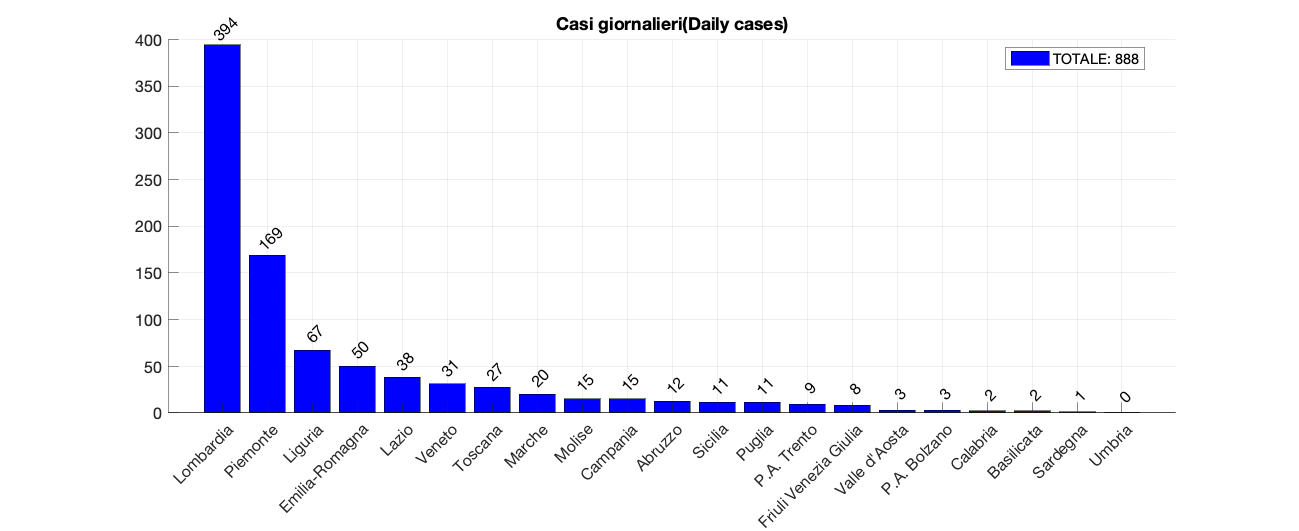 Casi giornalieri(Daily cases)
TOTALE: 888
400
350
300
250
200
150
100
50
0
394
169
67
50
38
31
27
20
15
15
12
11
11
9
8
3
3
2
2
1
0
Lombardia
Piemonte
Liguria
Emilia-Romagna
Lazio
Veneto
Toscana
Marche
Molise
Campania
Abruzzo
Sicilia
Puglia
P.A. Trento
Friuli Venezia Giulia
Valle d'Aosta
P.A. Bolzano
Calabria
Basilicata
Sardegna
Umbria